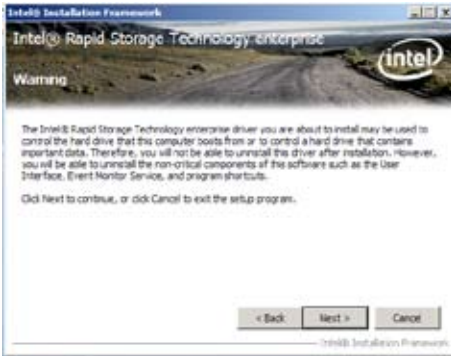 Intel® Installation Framework
Intel® Rapid Storage Technology enterprise
intel
Warning
The Intel® Rapid Storage Technology enterprise driver you are about to install may be used to
control the hard drive that this computer boots from or to control a hard drive that contains
important data. Therefore, you will not be able to uninstall this driver after installation. However,
you will be able to uninstall the non-critical components of this software such as the User
Interface, Event Monitor Service, and program shortcuts.
Click Next to continue, or click Cancel to exit the setup program.
< Back
Next >
Cancel
Intel® Installation Framework